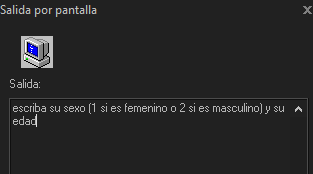 Salida por pantalla
Salida:
escriba su sexo (1 si es femenino o 2 si es masculino) y su
edad